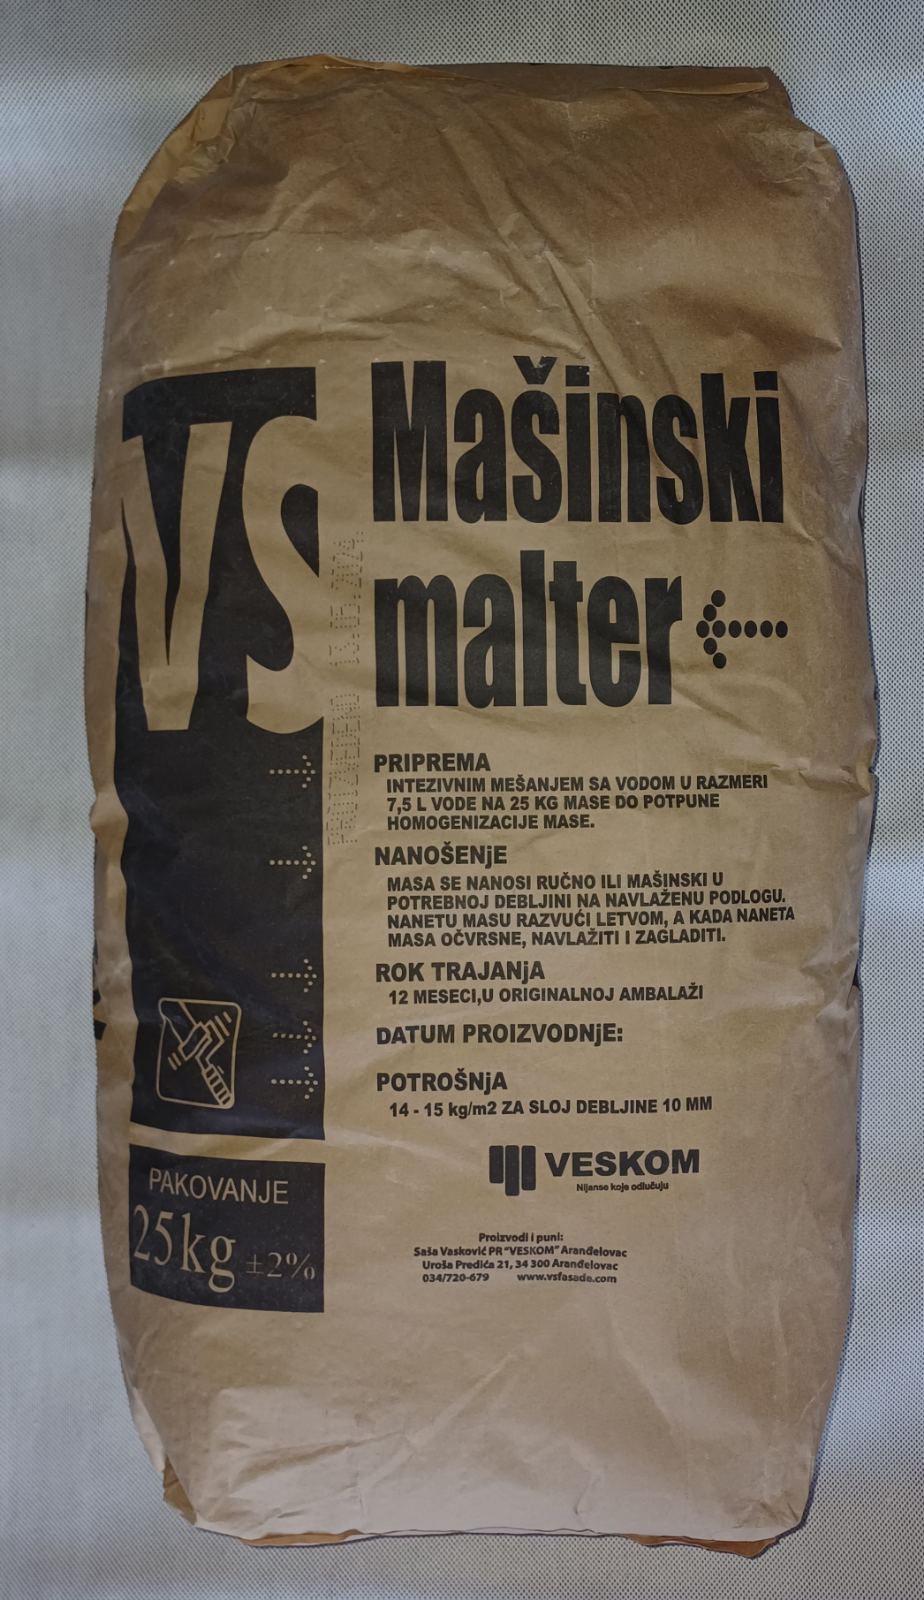 VS
Mašinski
malter
PROIZVEDENO 13.05.2024.
PRIPREMA
INTEZIVNIM MEŠANJEM SA VODOM U RAZMERI
7,5 L VODE NA 25 KG MASE DO POTPUNE
HOMOGENIZACIJE MASE.
NANOŠENjE
MASA SE NANOSI RUČNO ILI MAŠINSKI U
POTREBNOJ DEBLJINI NA NAVLAŽENU PODLOGU.
NANETU MASU RAZVUĆI LETVOM, A KADA NANETA
MASA OČVRSNE, NAVLAŽITI I ZAGLADITI.
ROK TRAJANjA
12 MESECI,U ORIGINALNOJ AMBALAŽI
DATUM PROIZVODNjE:
POTROŠNjA
14 - 15 kg/m2 ZA SLOJ DEBLJINE 10 MM
VESKOM
Nijanse koje odlučuju
PAKOVANJE
25kg ±2%
Proizvodi i puni:
Saša Vasković PR "VESKOM" Aranđelovac
Uroša Predića 21, 34 300 Aranđelovac
034/720-679 www.vsfasade.com